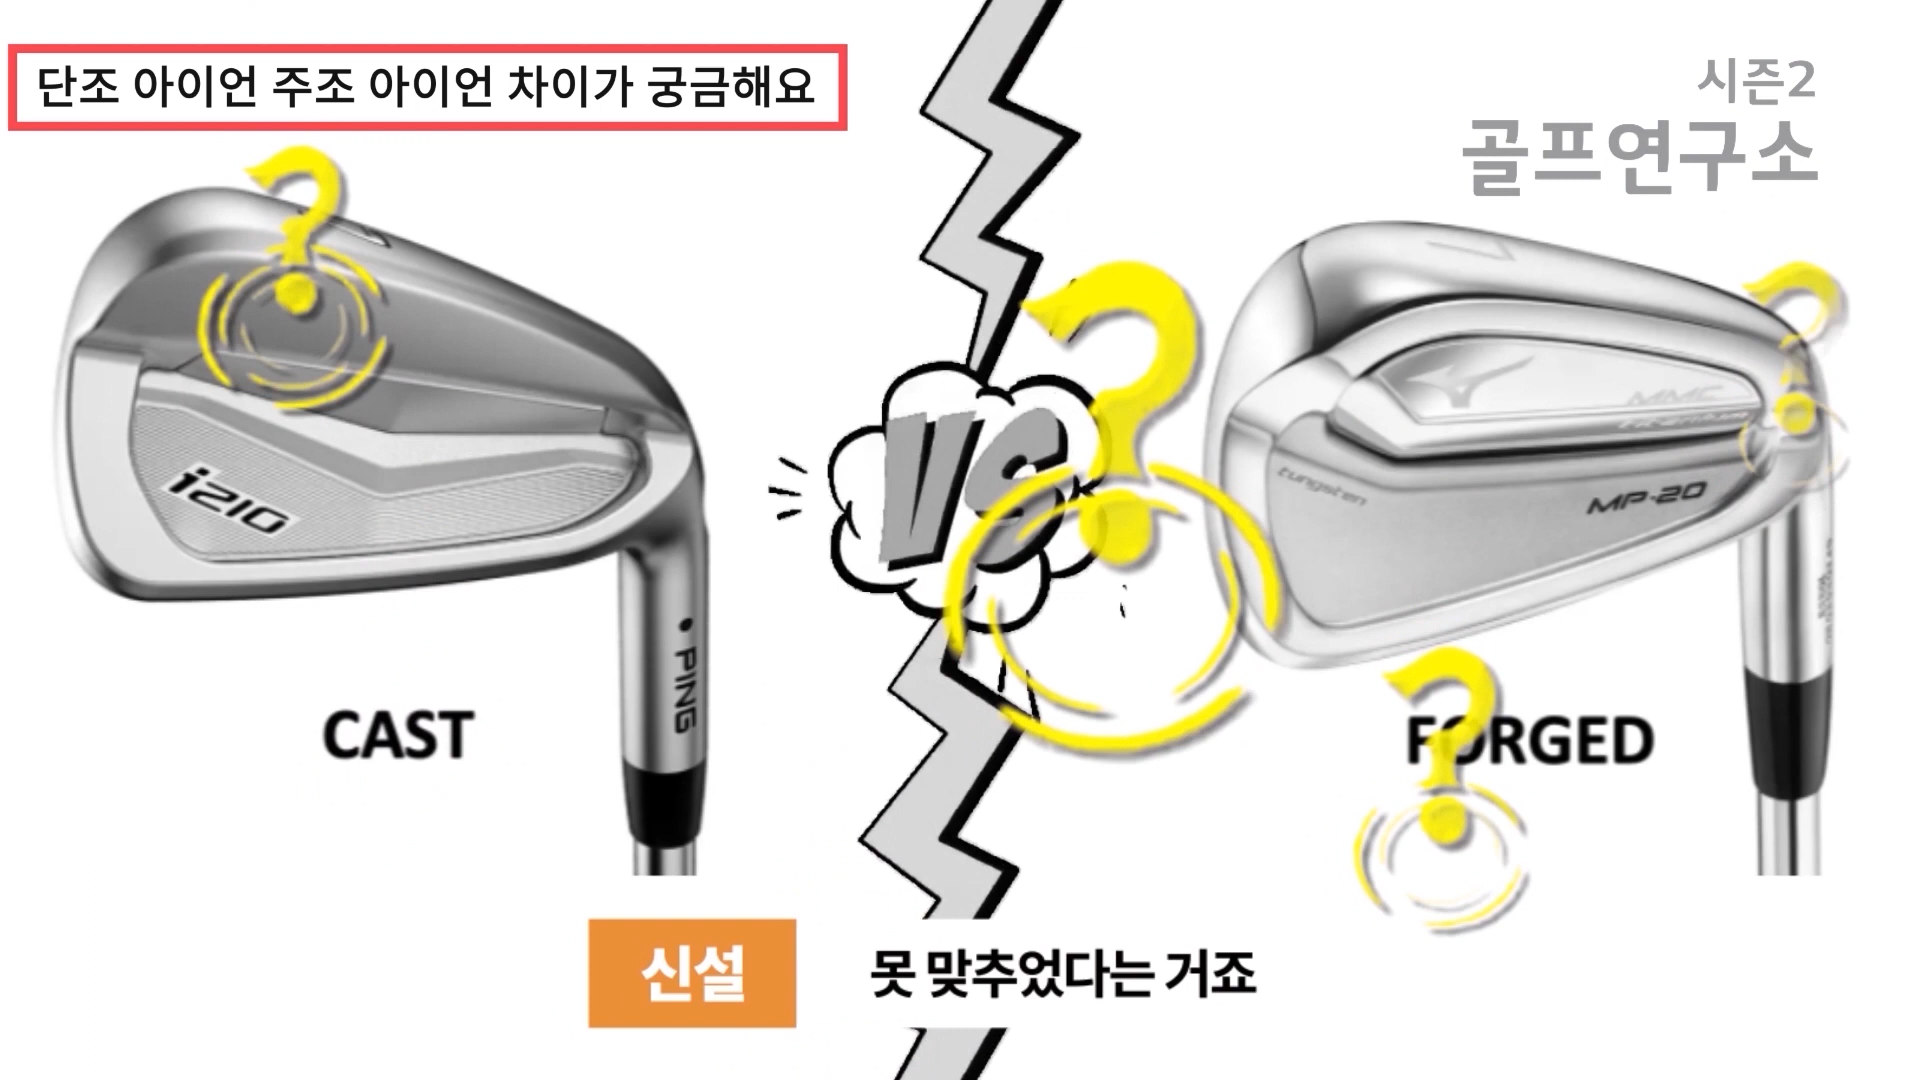 단조 아이언 주조 아이언 차이가 궁금해요
시즌2
골프연구소
i210
PING
CAST
VS
MMC
tungsten
MP-20
FORGED
신설
못 맞추었다는 거죠